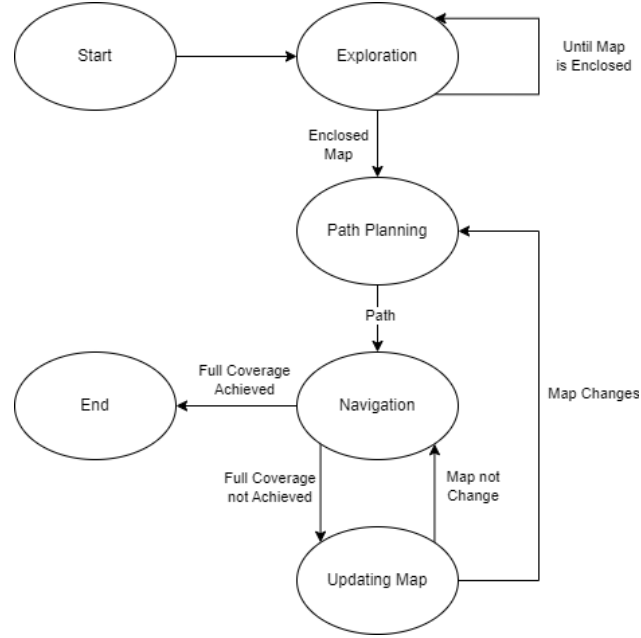 Start
Exploration
Until Map
is Enclosed
Enclosed
Map
Path Planning
Path
Full Coverage
Achieved
End
Navigation
Map Changes
Full Coverage
not Achieved
Map not
Change
Updating Map